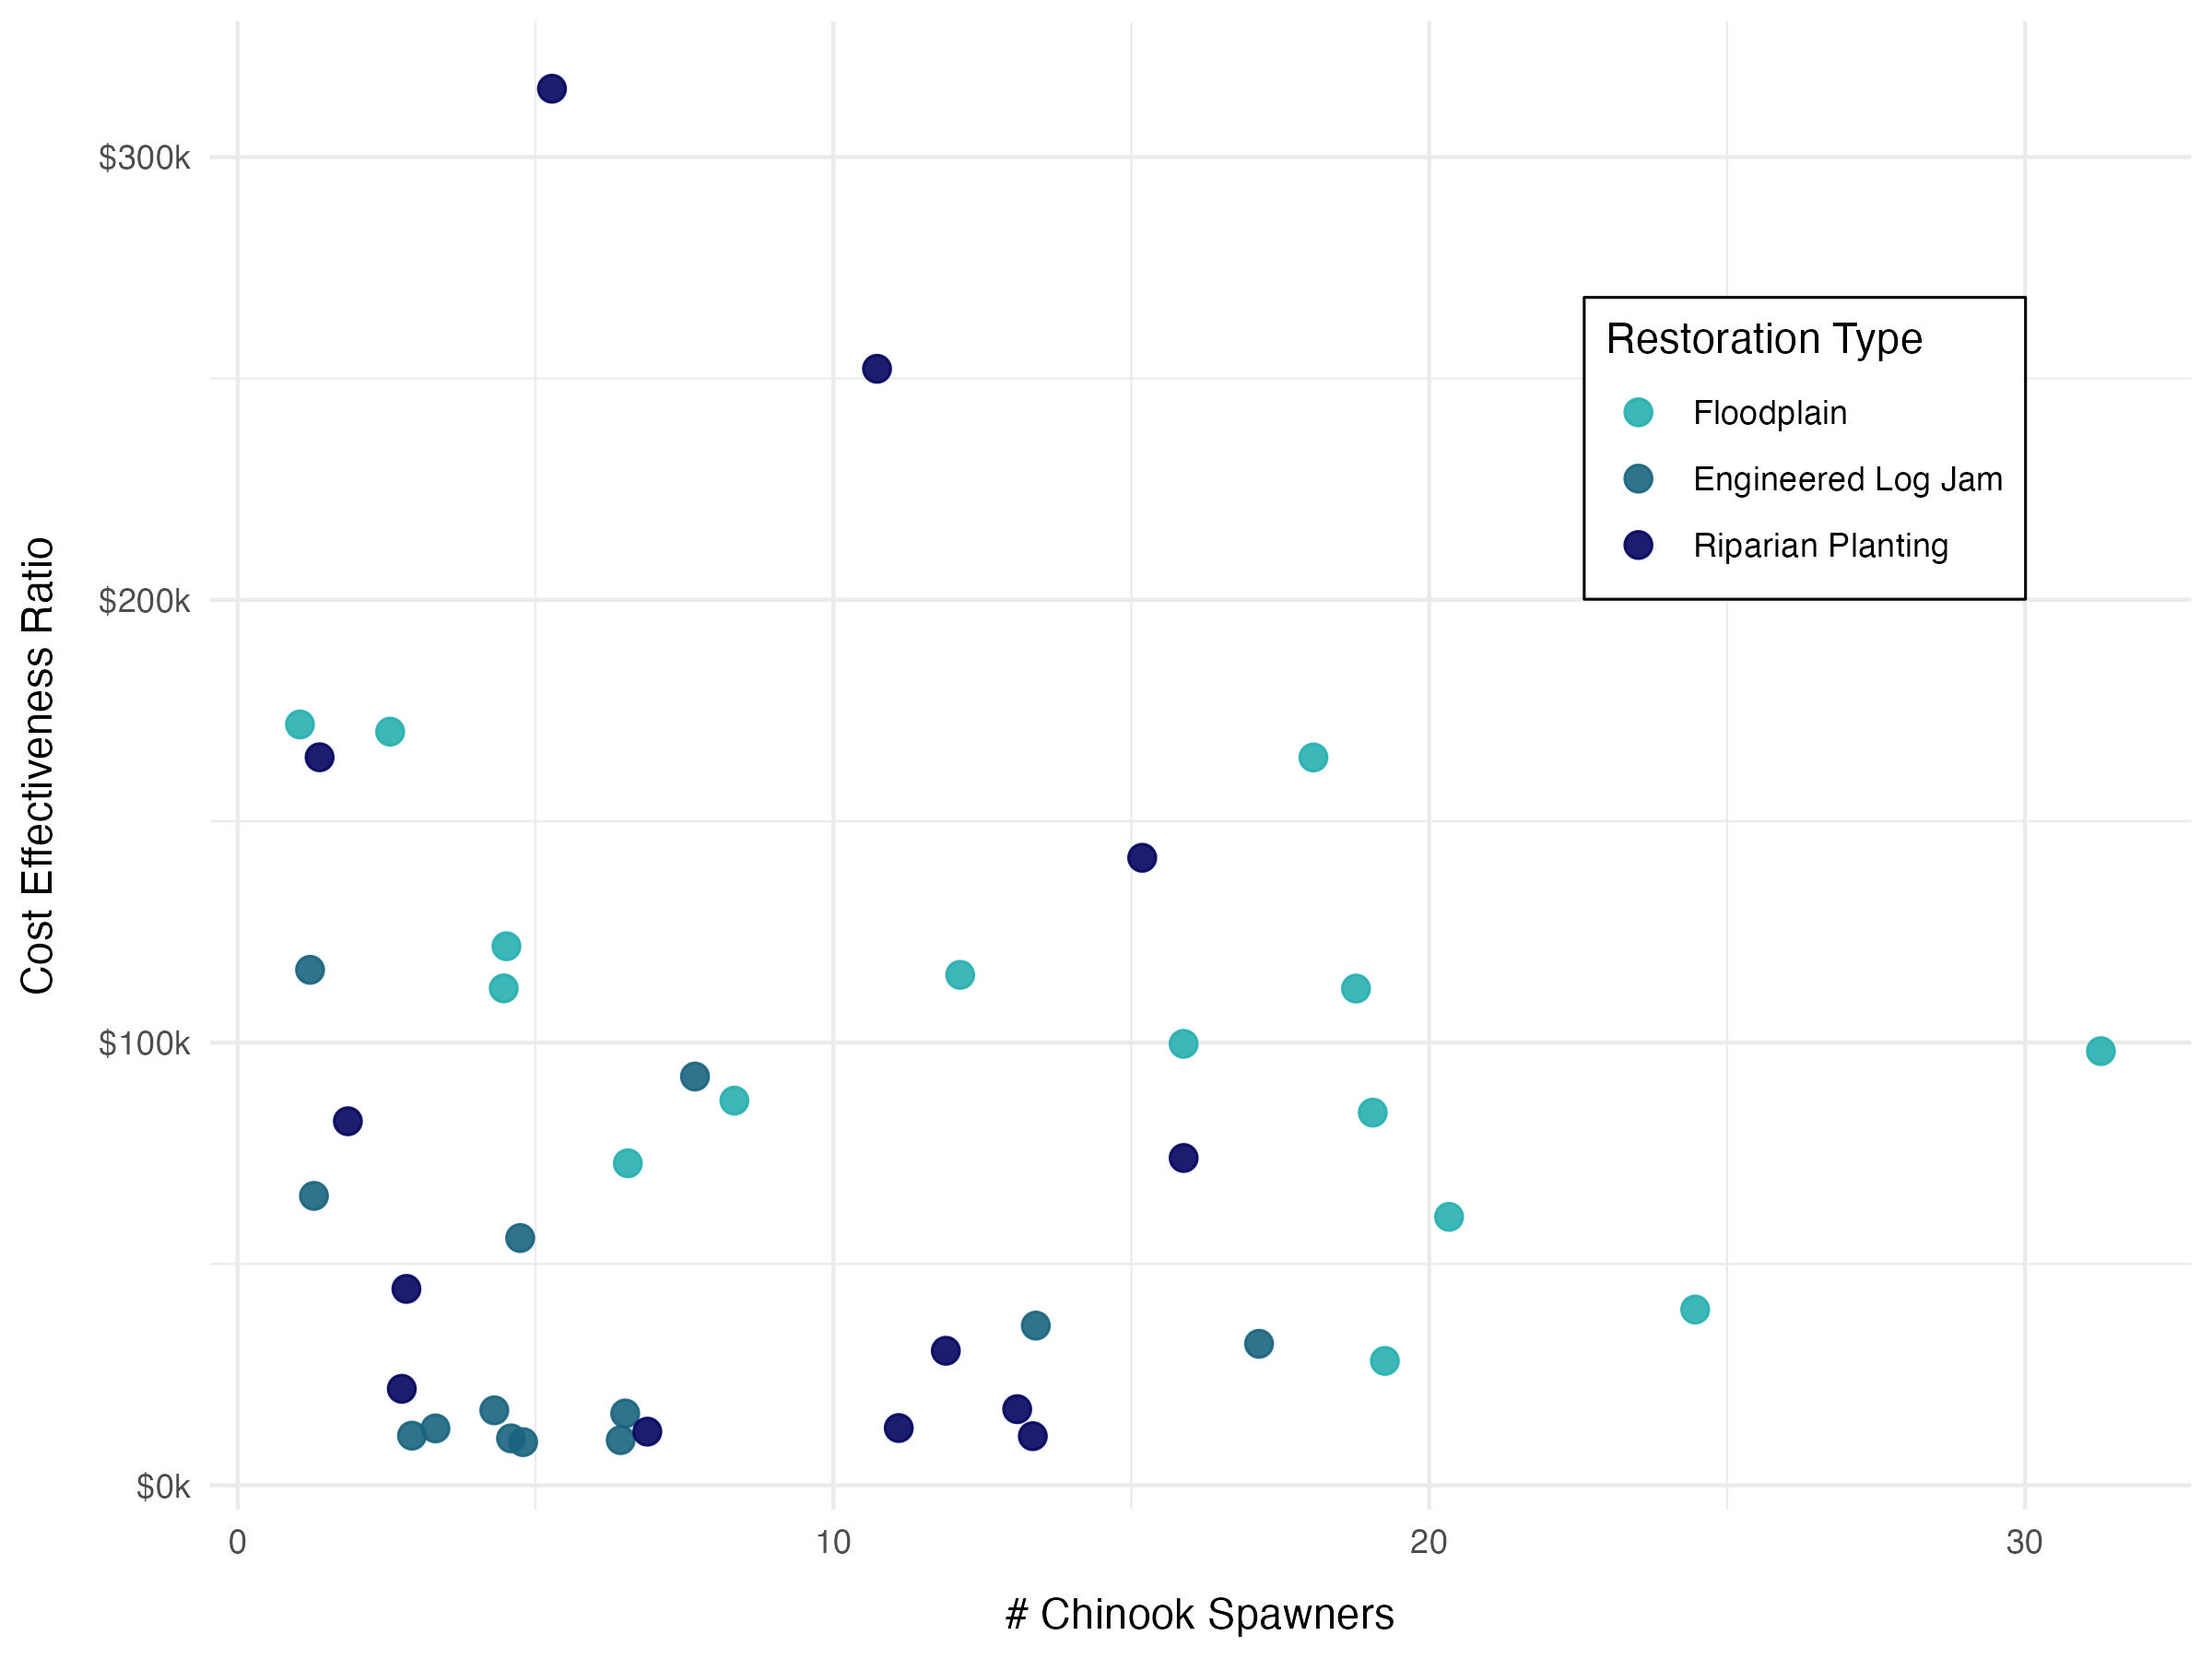 $300k
$200k
$100k
$0k
Cost Effectiveness Ratio
Restoration Type
Floodplain
Engineered Log Jam
Riparian Planting
0
10
20
30
# Chinook Spawners